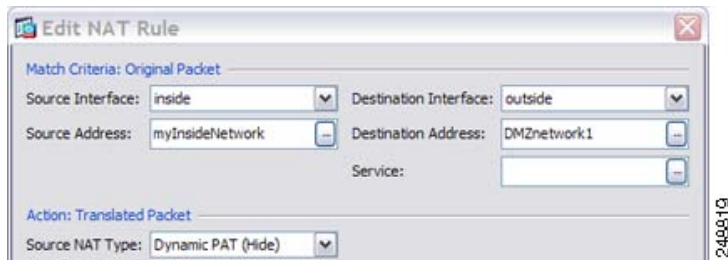 Edit NAT Rule
Match Criteria: Original Packet
Source Interface: inside Destination Interface: outside
Source Address: myInsideNetwork ... Destination Address: DMZnetwork1 ...
Service: ...
Action: Translated Packet
Source NAT Type: Dynamic PAT (Hide)
248819